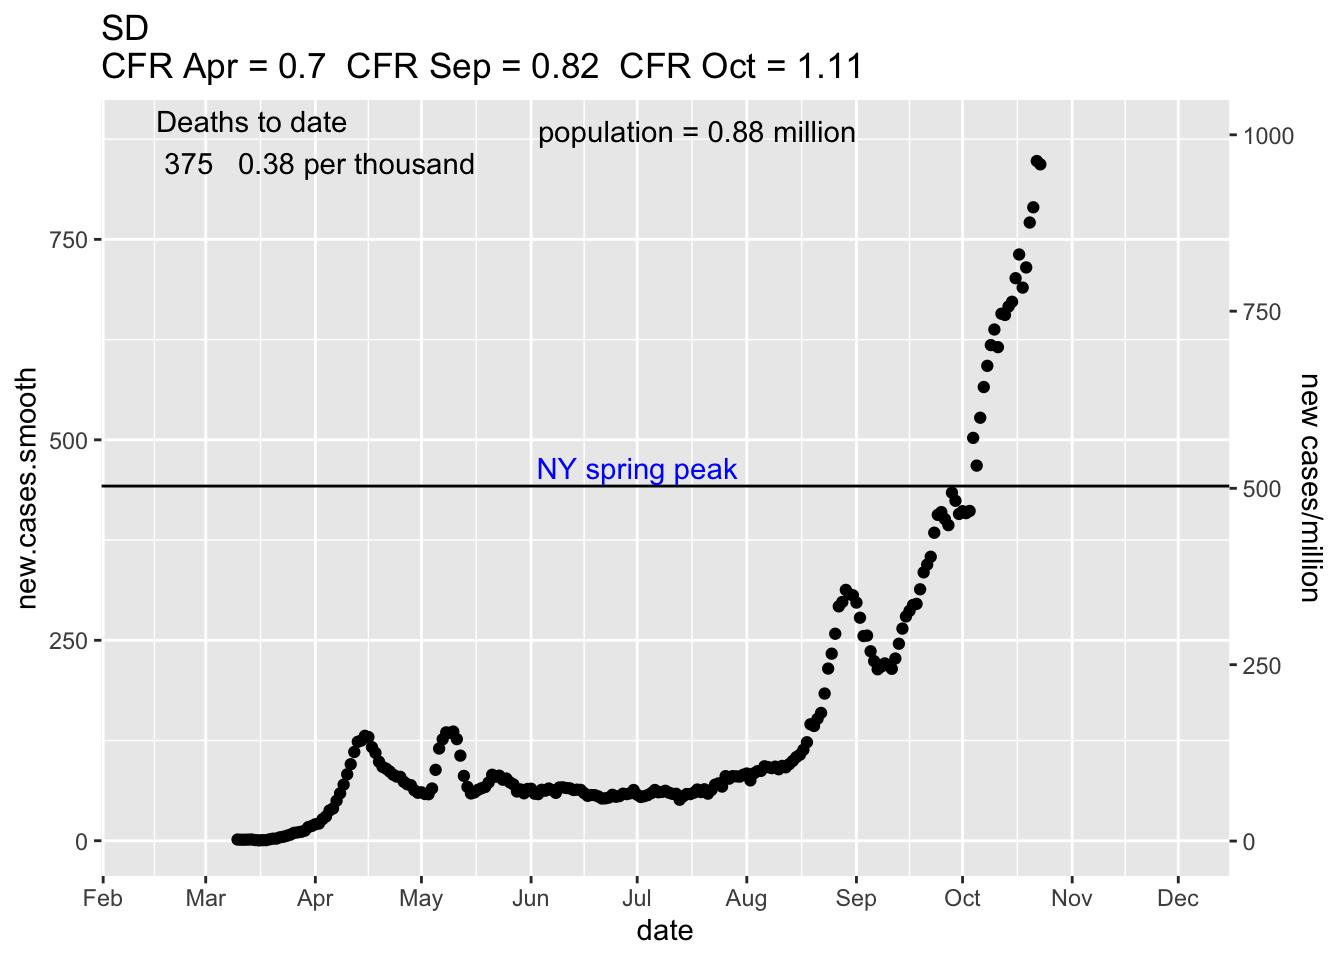 SD
CFR Apr = 0.7  CFR Sep = 0.82  CFR Oct = 1.11
Deaths to date
375   0.38 per thousand
population = 0.88 million
NY spring peak
new.cases.smooth
750
500
250
0
1000
750
500
250
0
new cases/million
Feb Mar Apr May Jun Jul Aug Sep Oct Nov Dec
date